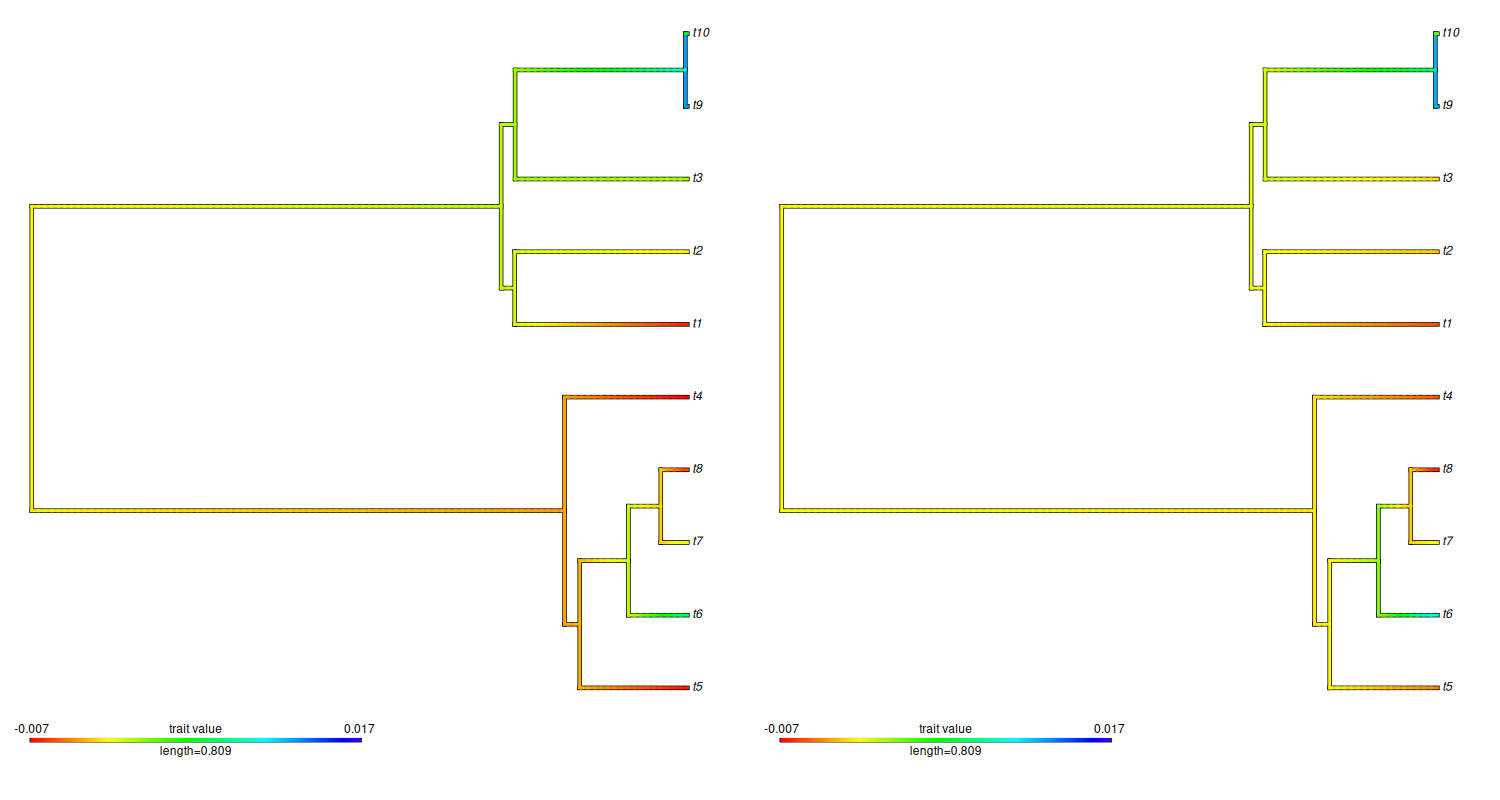 t10
t9
t3
t2
t1
t4
t8
t7
t6
t5
-0.007 trait value 0.017
length=0.809
t10
t9
t3
t2
t1
t4
t8
t7
t6
t5
-0.007 trait value 0.017
length=0.809